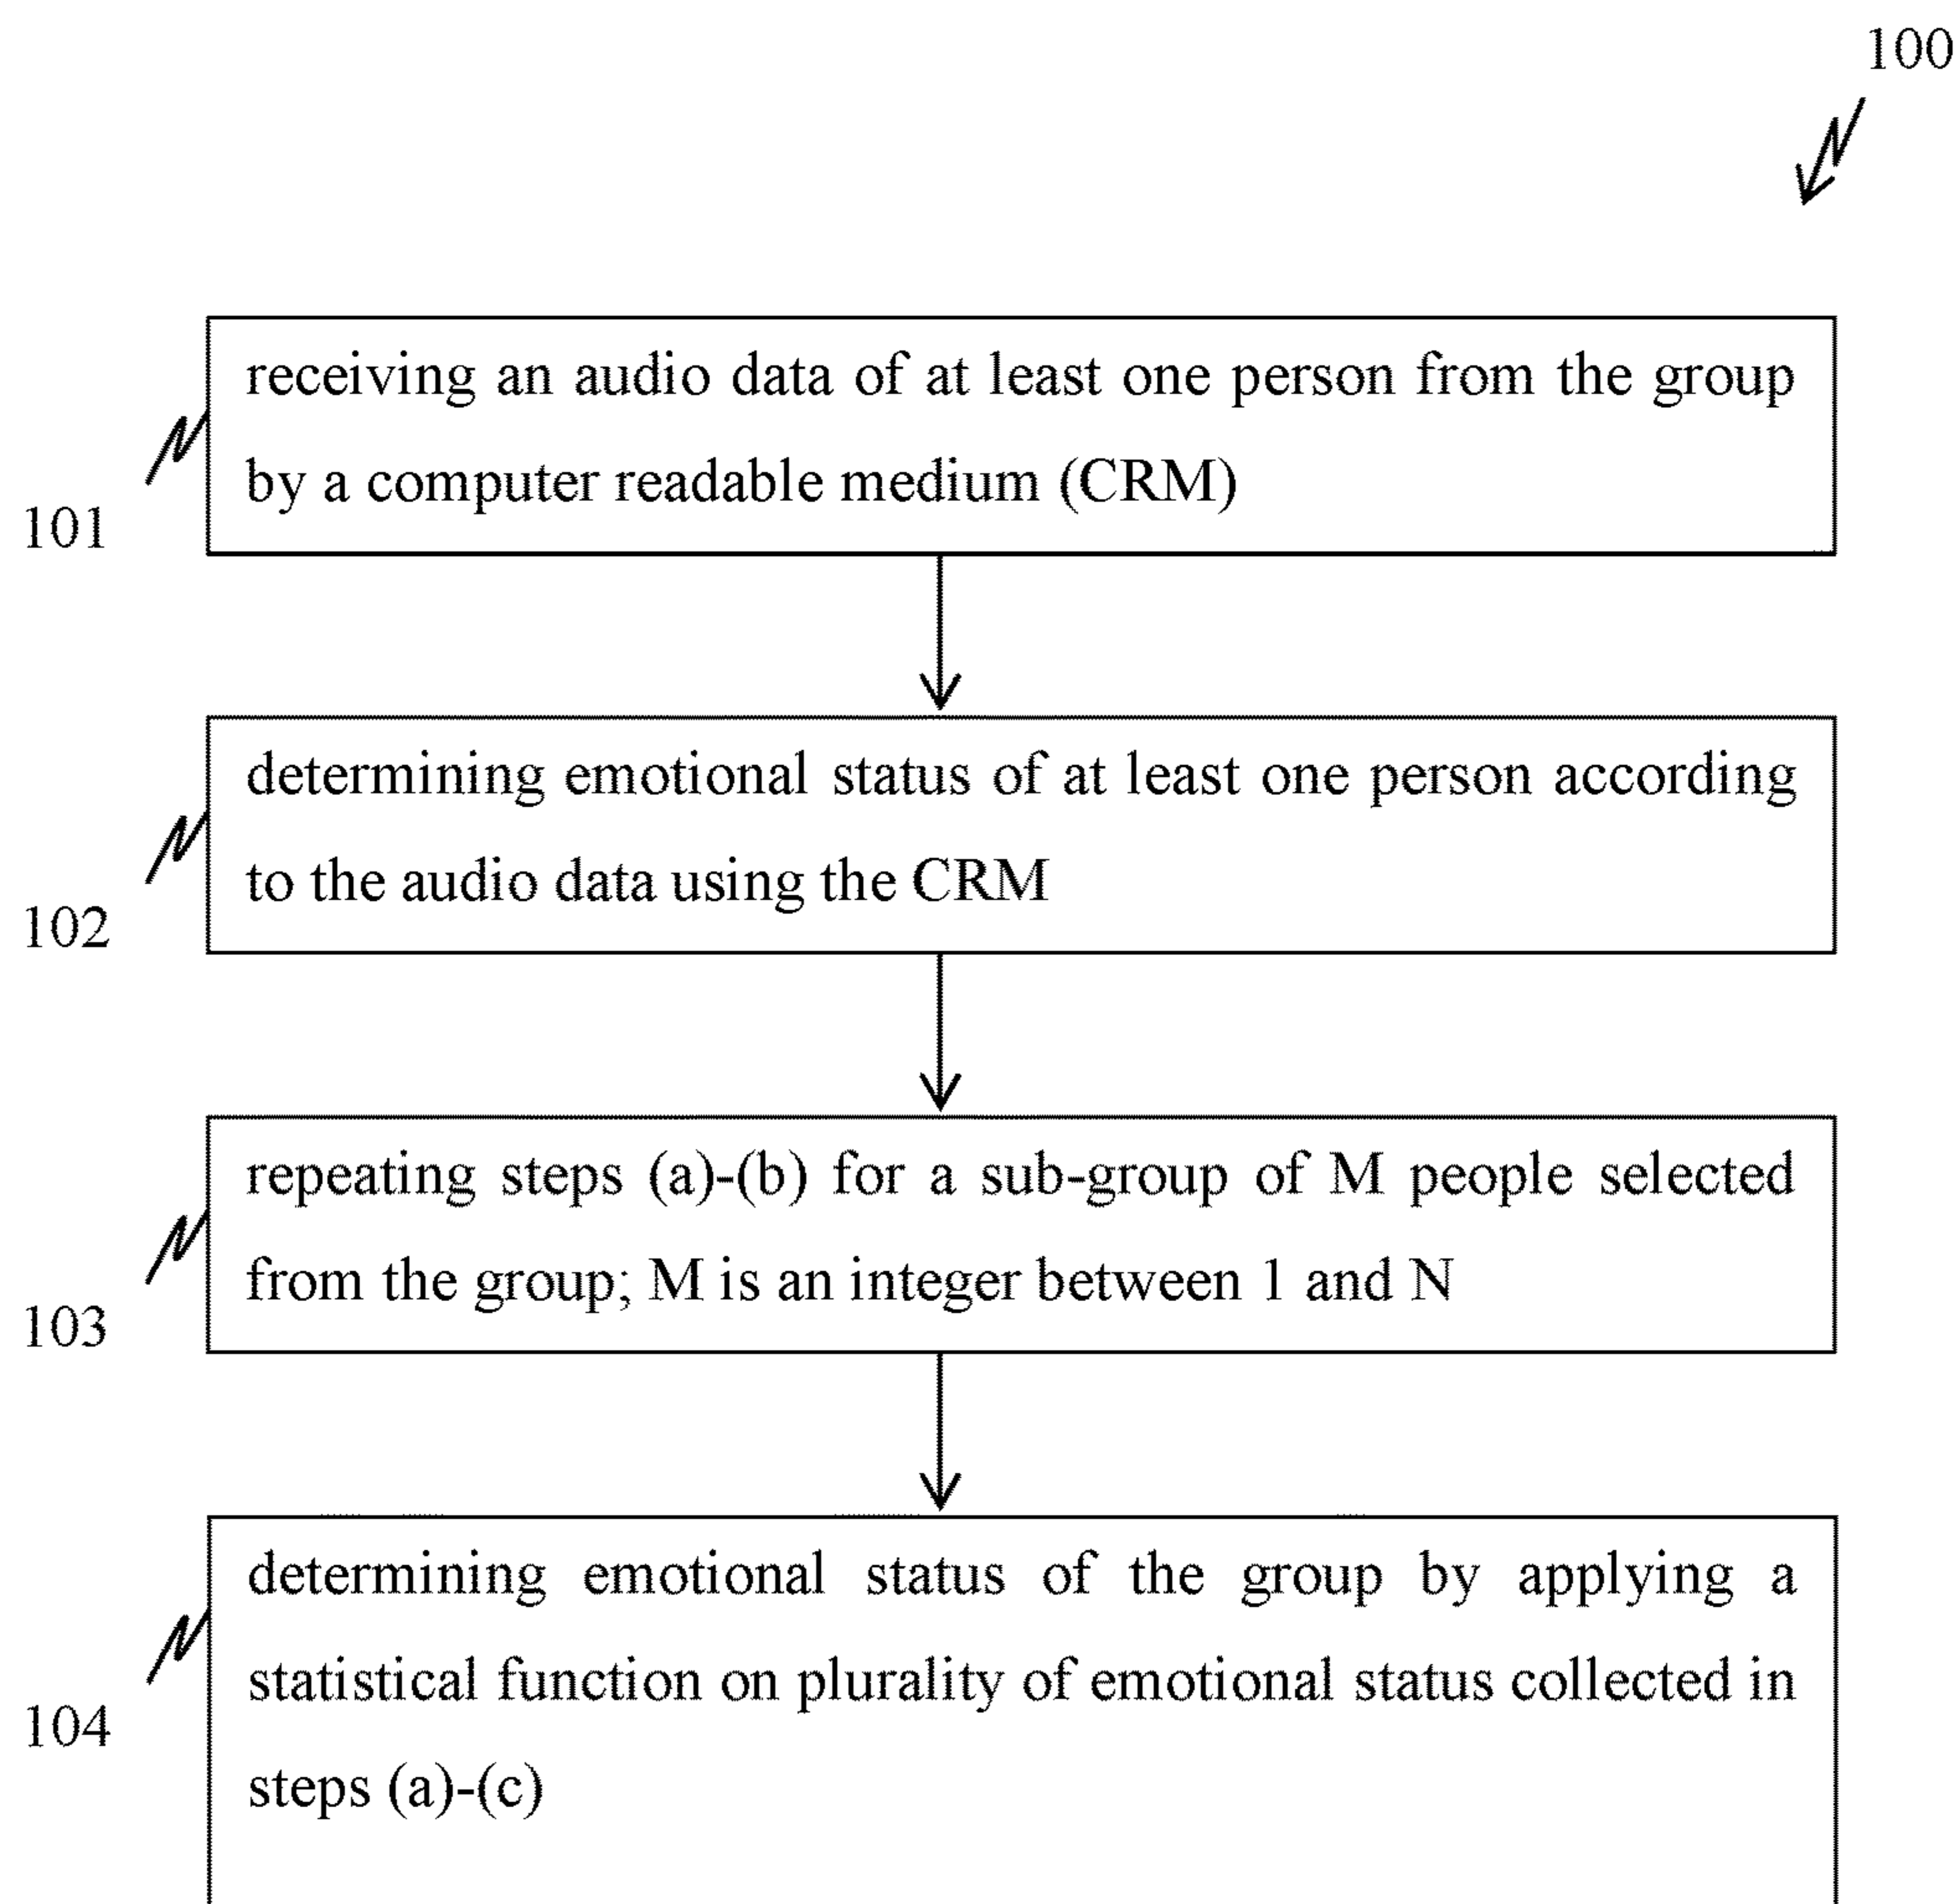 100
receiving an audio data of at least one person from the group
by a computer readable medium (CRM)
101
determining emotional status of at least one person according
to the audio data using the CRM
102
repeating steps (a)-(b) for a sub-group of M people selected
from the group; M is an integer between 1 and N
103
determining emotional status of the group by applying a
statistical function on plurality of emotional status collected in
steps (a)-(c)
104